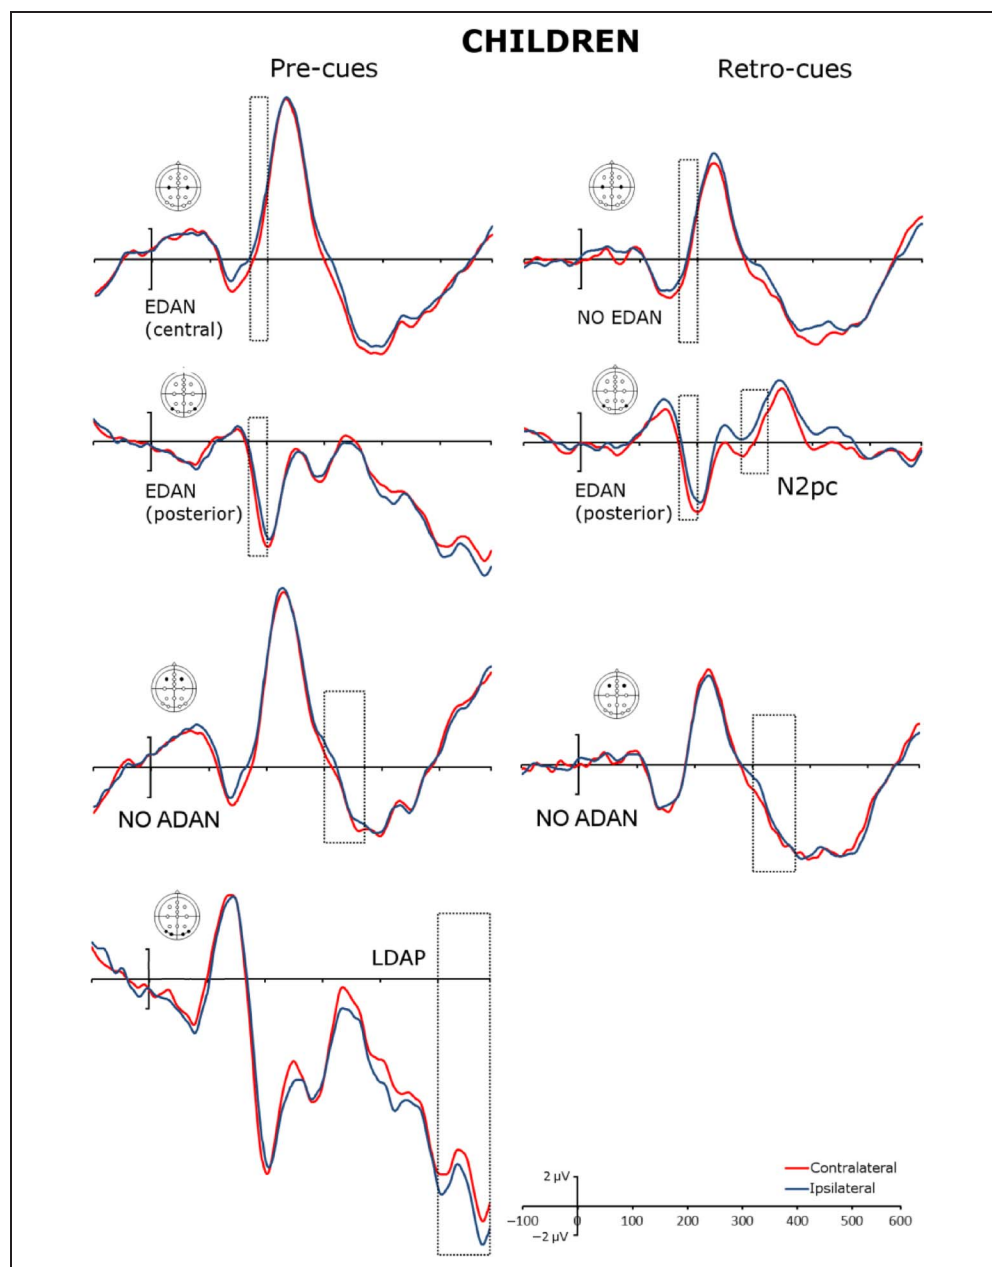 CHILDREN
Pre-cues
Retro-cues
EDAN
(central)
NO EDAN
EDAN
(posterior)
EDAN
(posterior)
N2pc
NO ADAN
NO ADAN
LDAP
Contralateral
Ipsilateral
2 µV
−2 µV
−100 0 100 200 300 400 500 600